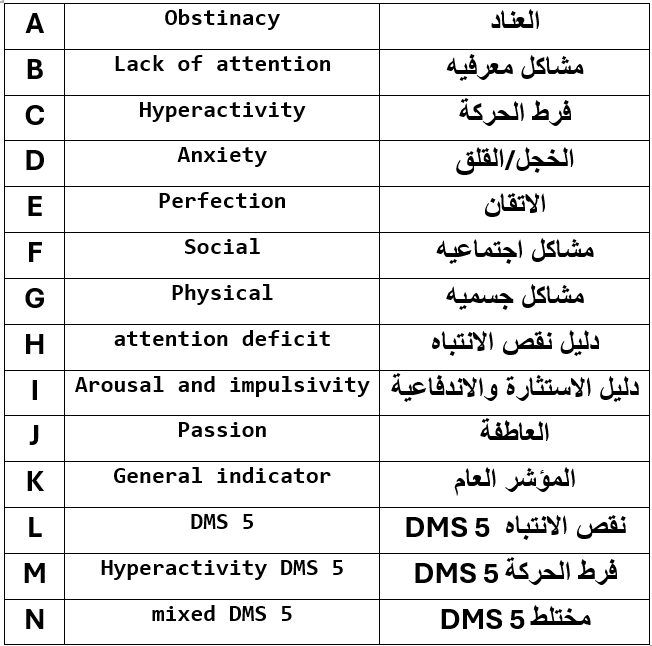 A Obstinacy العناد
B Lack of attention مشاكل معرفيه
C Hyperactivity فرط الحركة
D Anxiety الخجل/القلق
E Perfection الاتقان
F Social مشاكل اجتماعيه
G Physical مشاكل جسميه
H attention deficit دليل نقص الانتباه
I Arousal and impulsivity دليل الاستثارة والاندفاعية
J Passion العاطفة
K General indicator المؤشر العام
L DMS 5 نقص الانتباه DMS 5
M Hyperactivity DMS 5 فرط الحركة DMS 5
N mixed DMS 5 مختلط DMS 5